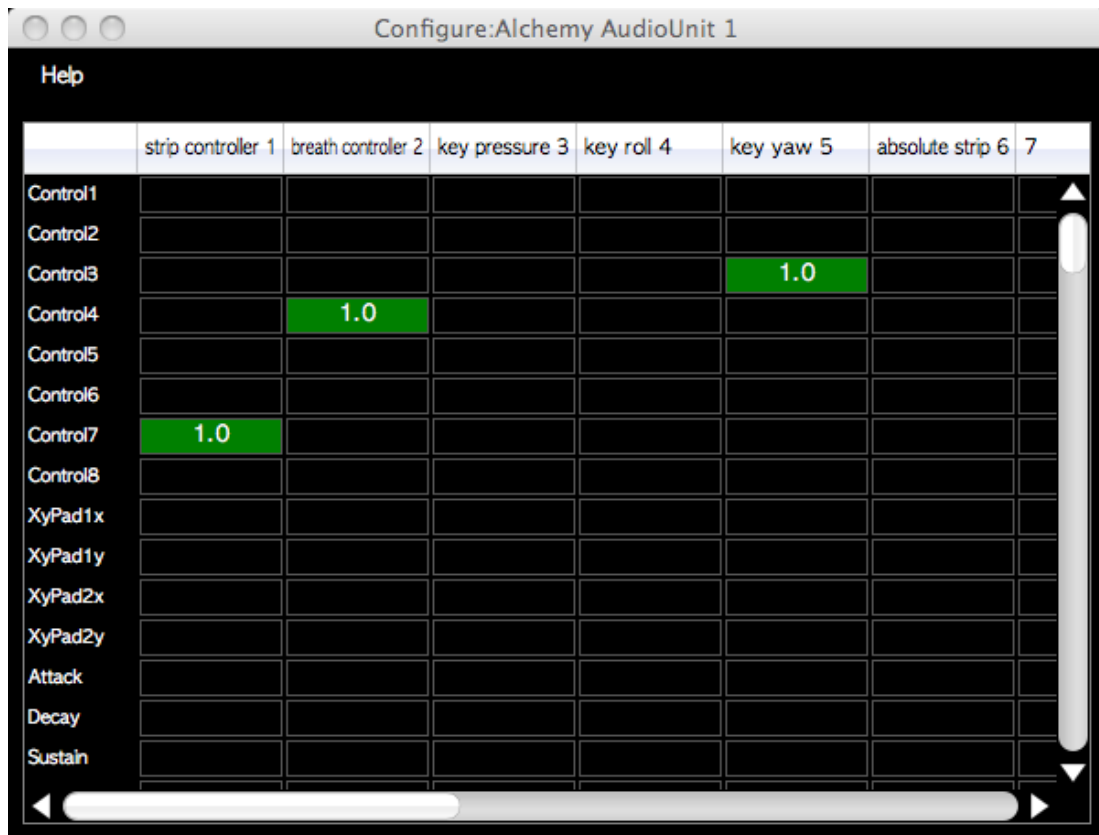 Configure:Alchemy AudioUnit 1
Help
strip controller 1 breath controller 2 key pressure 3 key roll 4 key yaw 5 absolute strip 6 7
Control1
Control2
Control3 1.0
Control4 1.0
Control5
Control6
Control7 1.0
Control8
XyPad1x
XyPad1y
XyPad2x
XyPad2y
Attack
Decay
Sustain